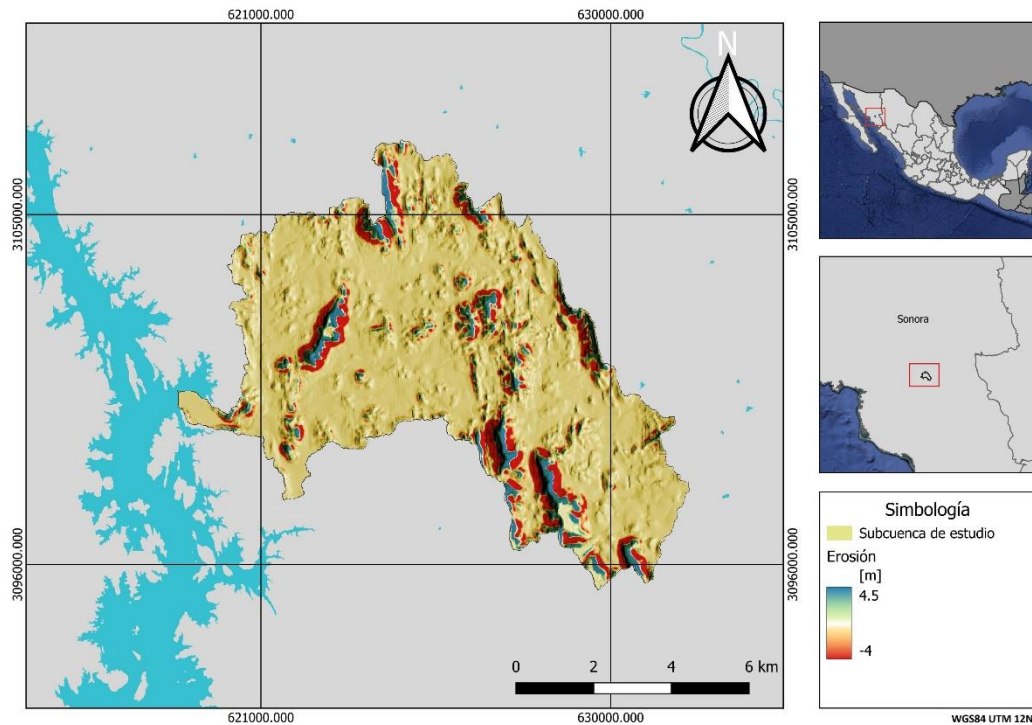 621000.000
630000.000
N
3105000.000
3105000.000
3096000.000
3096000.000
0 2 4 6 km
621000.000
630000.000
Sonora
Simbología
Subcuenca de estudio
Erosión
[m]
4.5
-4
WGS84 UTM 12N